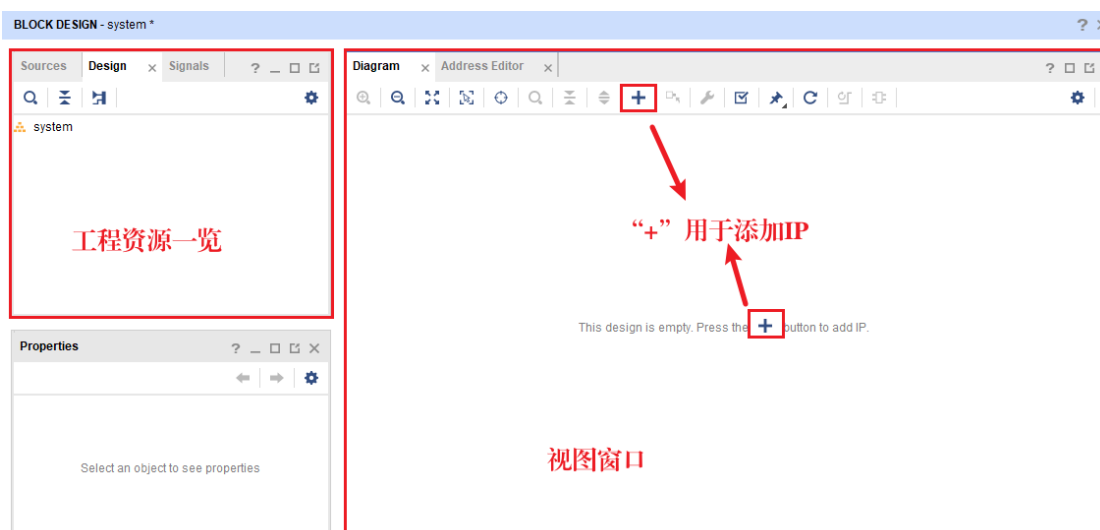 BLOCK DESIGN - system *
Sources Design Signals
system
工程资源一览
Properties
Select an object to see properties
Diagram Address Editor
“+”用于添加IP
This design is empty. Press the + button to add IP.
视图窗口